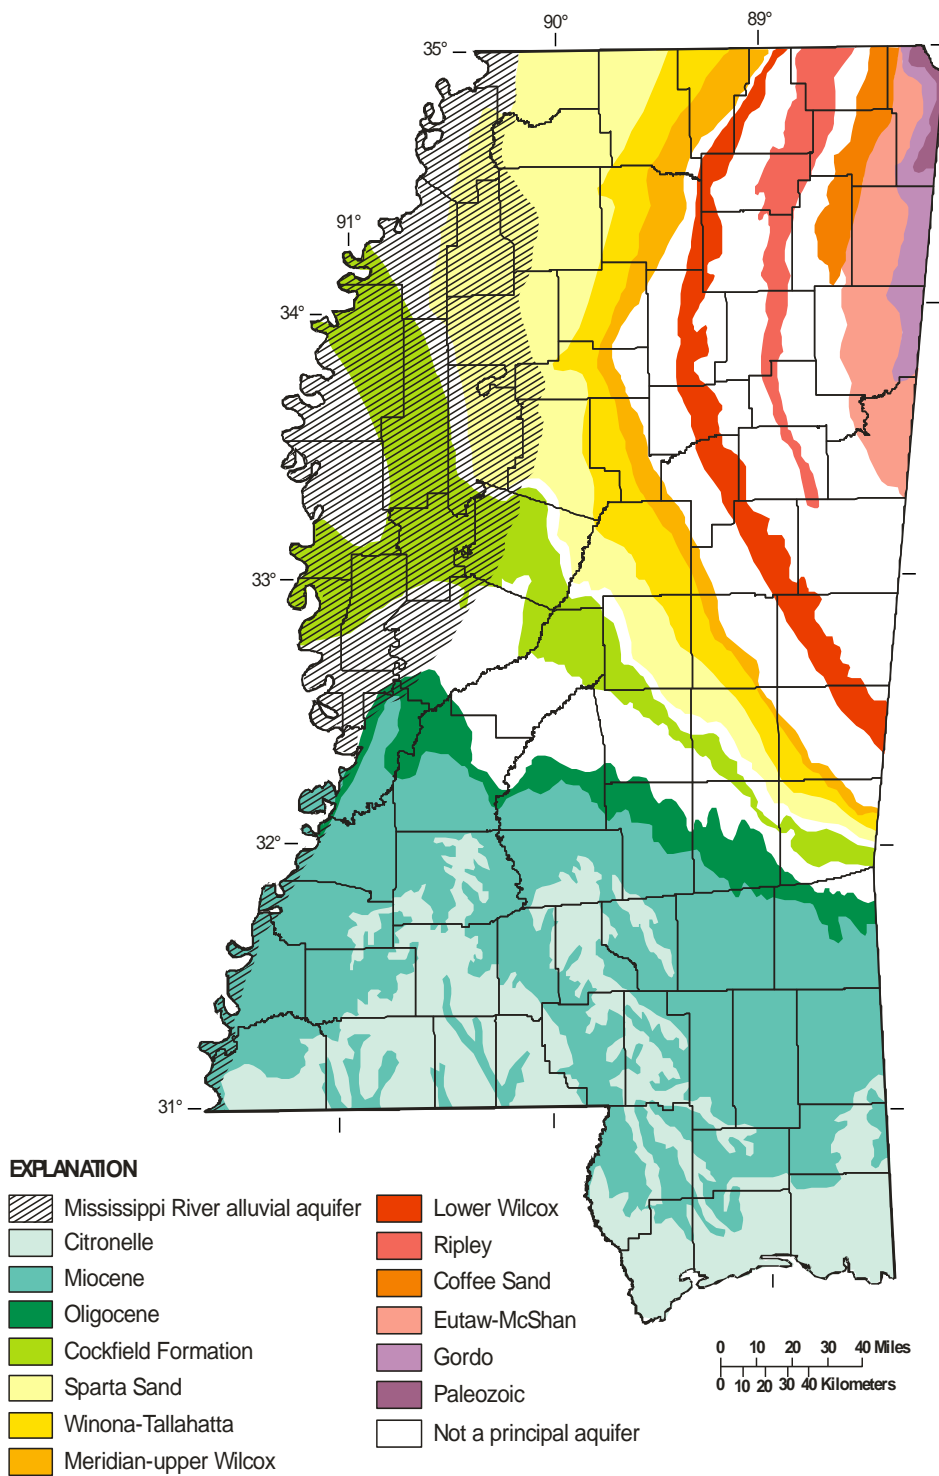 90°
89°
35°
91°
34°
33°
32°
31°
EXPLANATION
Mississippi River alluvial aquifer
Citronelle
Miocene
Oligocene
Cockfield Formation
Sparta Sand
Winona-Tallahatta
Meridian-upper Wilcox
Lower Wilcox
Ripley
Coffee Sand
Eutaw-McShan
Gordo
Paleozoic
Not a principal aquifer
0 10 20 30 40 Miles
0 10 20 30 40 Kilometers